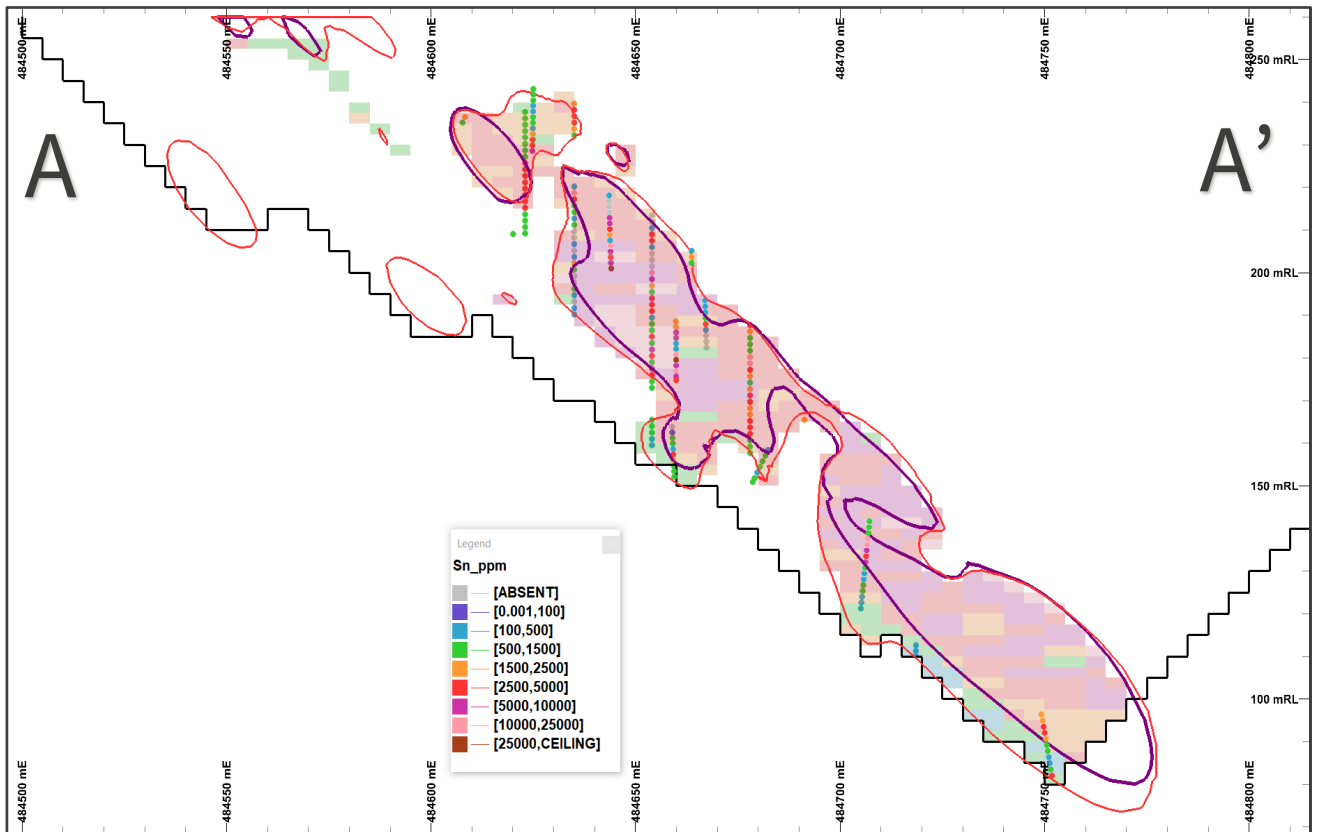 484500 mE
484550 mE
484600 mE
484650 mE
484700 mE
484750 mE
484800 mE
250 mRL
A
A’
200 mRL
150 mRL
Legend
x
Sn_ppm
[ABSENT]
[0.001,100]
[100,500]
[500,1500]
[1500,2500]
[2500,5000]
[5000,10000]
[10000,25000]
[25000,CEILING]
100 mRL
484500 mE
484550 mE
484600 mE
484650 mE
484700 mE
484750 mE
484800 mE